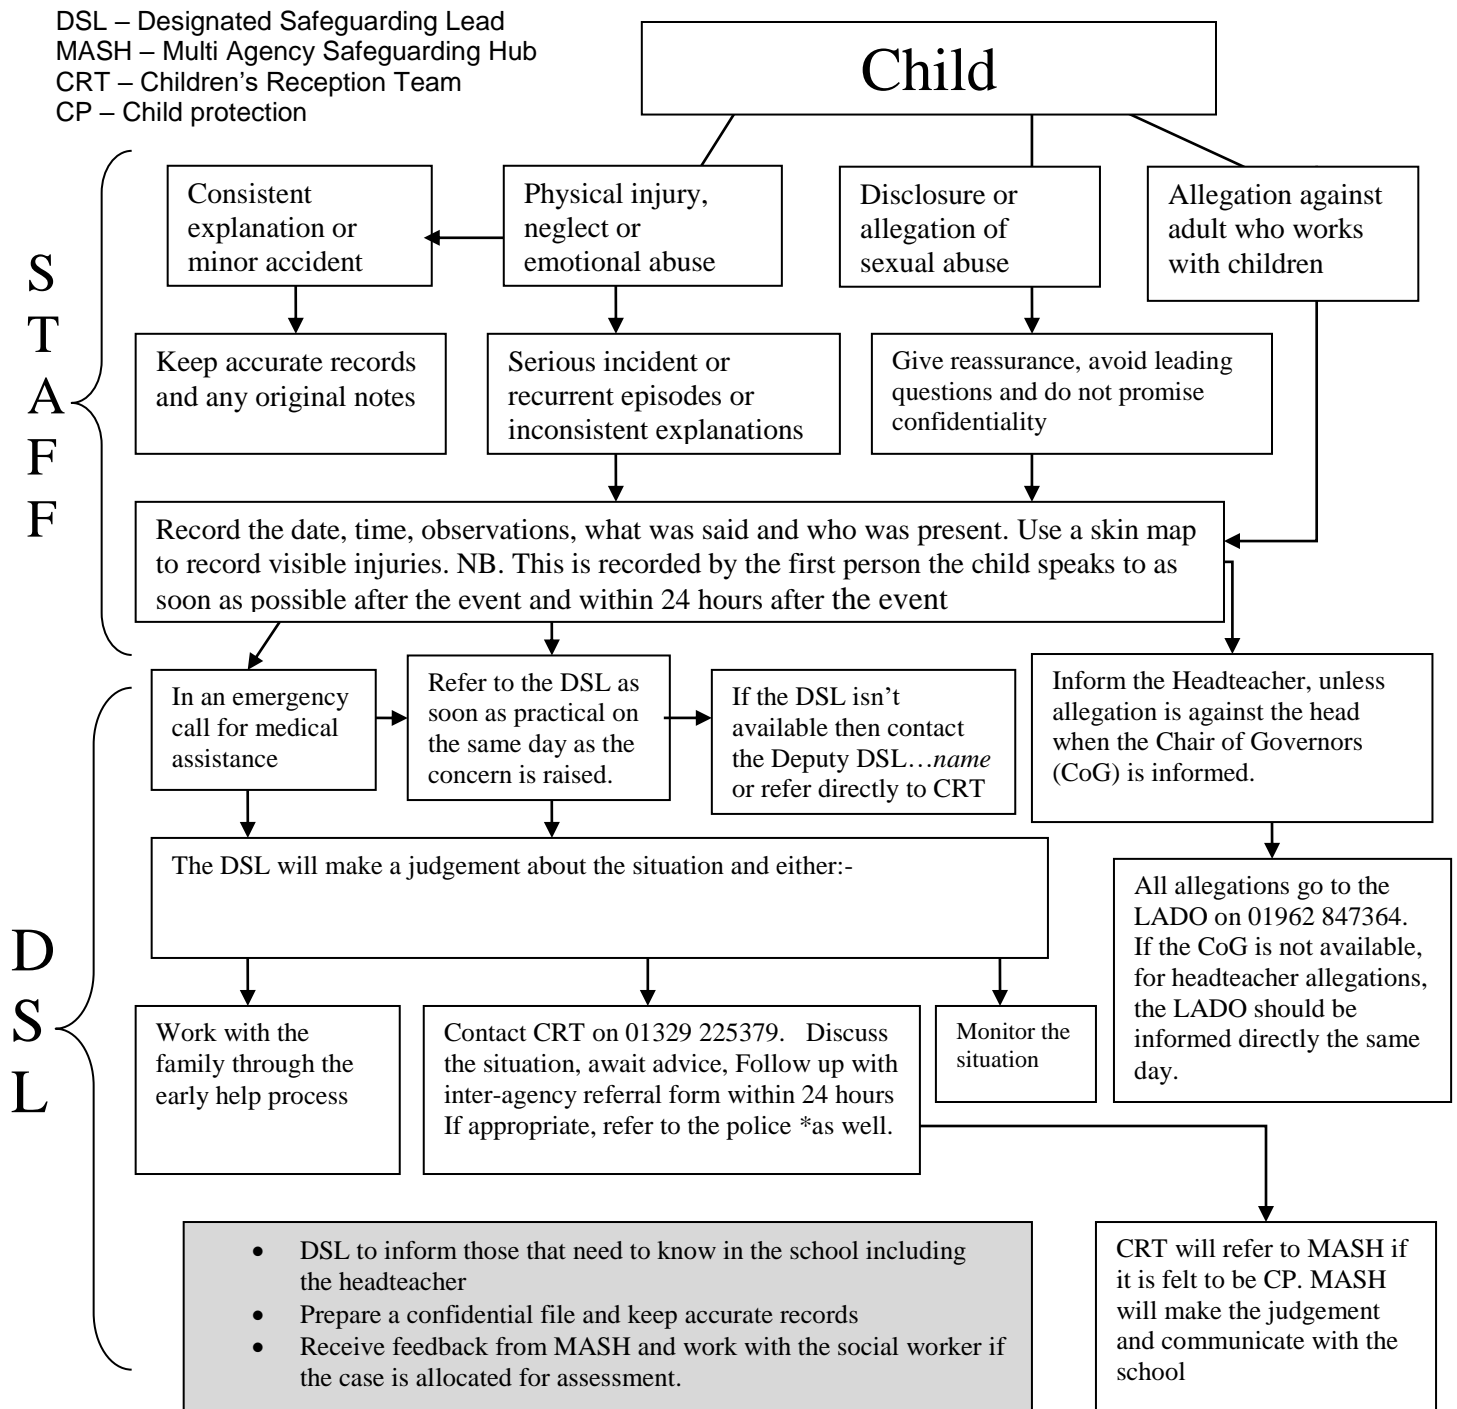 DSL – Designated Safeguarding Lead
MASH – Multi Agency Safeguarding Hub
CRT – Children's Reception Team
CP – Child protection
Child
Consistent
explanation or
minor accident
Physical injury,
neglect or
emotional abuse
Disclosure or
allegation of
sexual abuse
Allegation against
adult who works
with children
S
T
A
F
F
Keep accurate records
and any original notes
Serious incident or
recurrent episodes or
inconsistent explanations
Give reassurance, avoid leading
questions and do not promise
confidentiality
Record the date, time, observations, what was said and who was present. Use a skin map
to record visible injuries. NB. This is recorded by the first person the child speaks to as
soon as possible after the event and within 24 hours after the event
In an emergency
call for medical
assistance
Refer to the DSL as
soon as practical on
the same day as the
concern is raised.
If the DSL isn't
available then contact
the Deputy DSL…name
or refer directly to CRT
Inform the Headteacher, unless
allegation is against the head
when the Chair of Governors
(CoG) is informed.
D
S
L
The DSL will make a judgement about the situation and either:-
All allegations go to the
LADO on 01962 847364.
If the CoG is not available,
for headteacher allegations,
the LADO should be
informed directly the same
day.
Work with the
family through the
early help process
Contact CRT on 01329 225379. Discuss
the situation, await advice, Follow up with
inter-agency referral form within 24 hours
If appropriate, refer to the police *as well.
Monitor the
situation
• DSL to inform those that need to know in the school including
the headteacher
• Prepare a confidential file and keep accurate records
• Receive feedback from MASH and work with the social worker if
the case is allocated for assessment.
CRT will refer to MASH if
it is felt to be CP. MASH
will make the judgement
and communicate with the
school